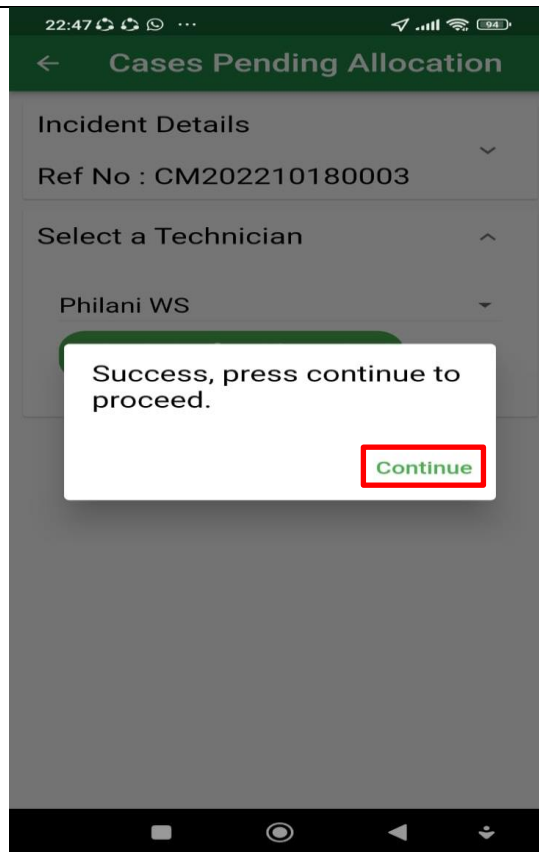 22:47 ...
94
Cases Pending Allocation
Incident Details
Ref No : CM202210180003
Select a Technician
Philani WS
Success, press continue to
proceed.
Continue